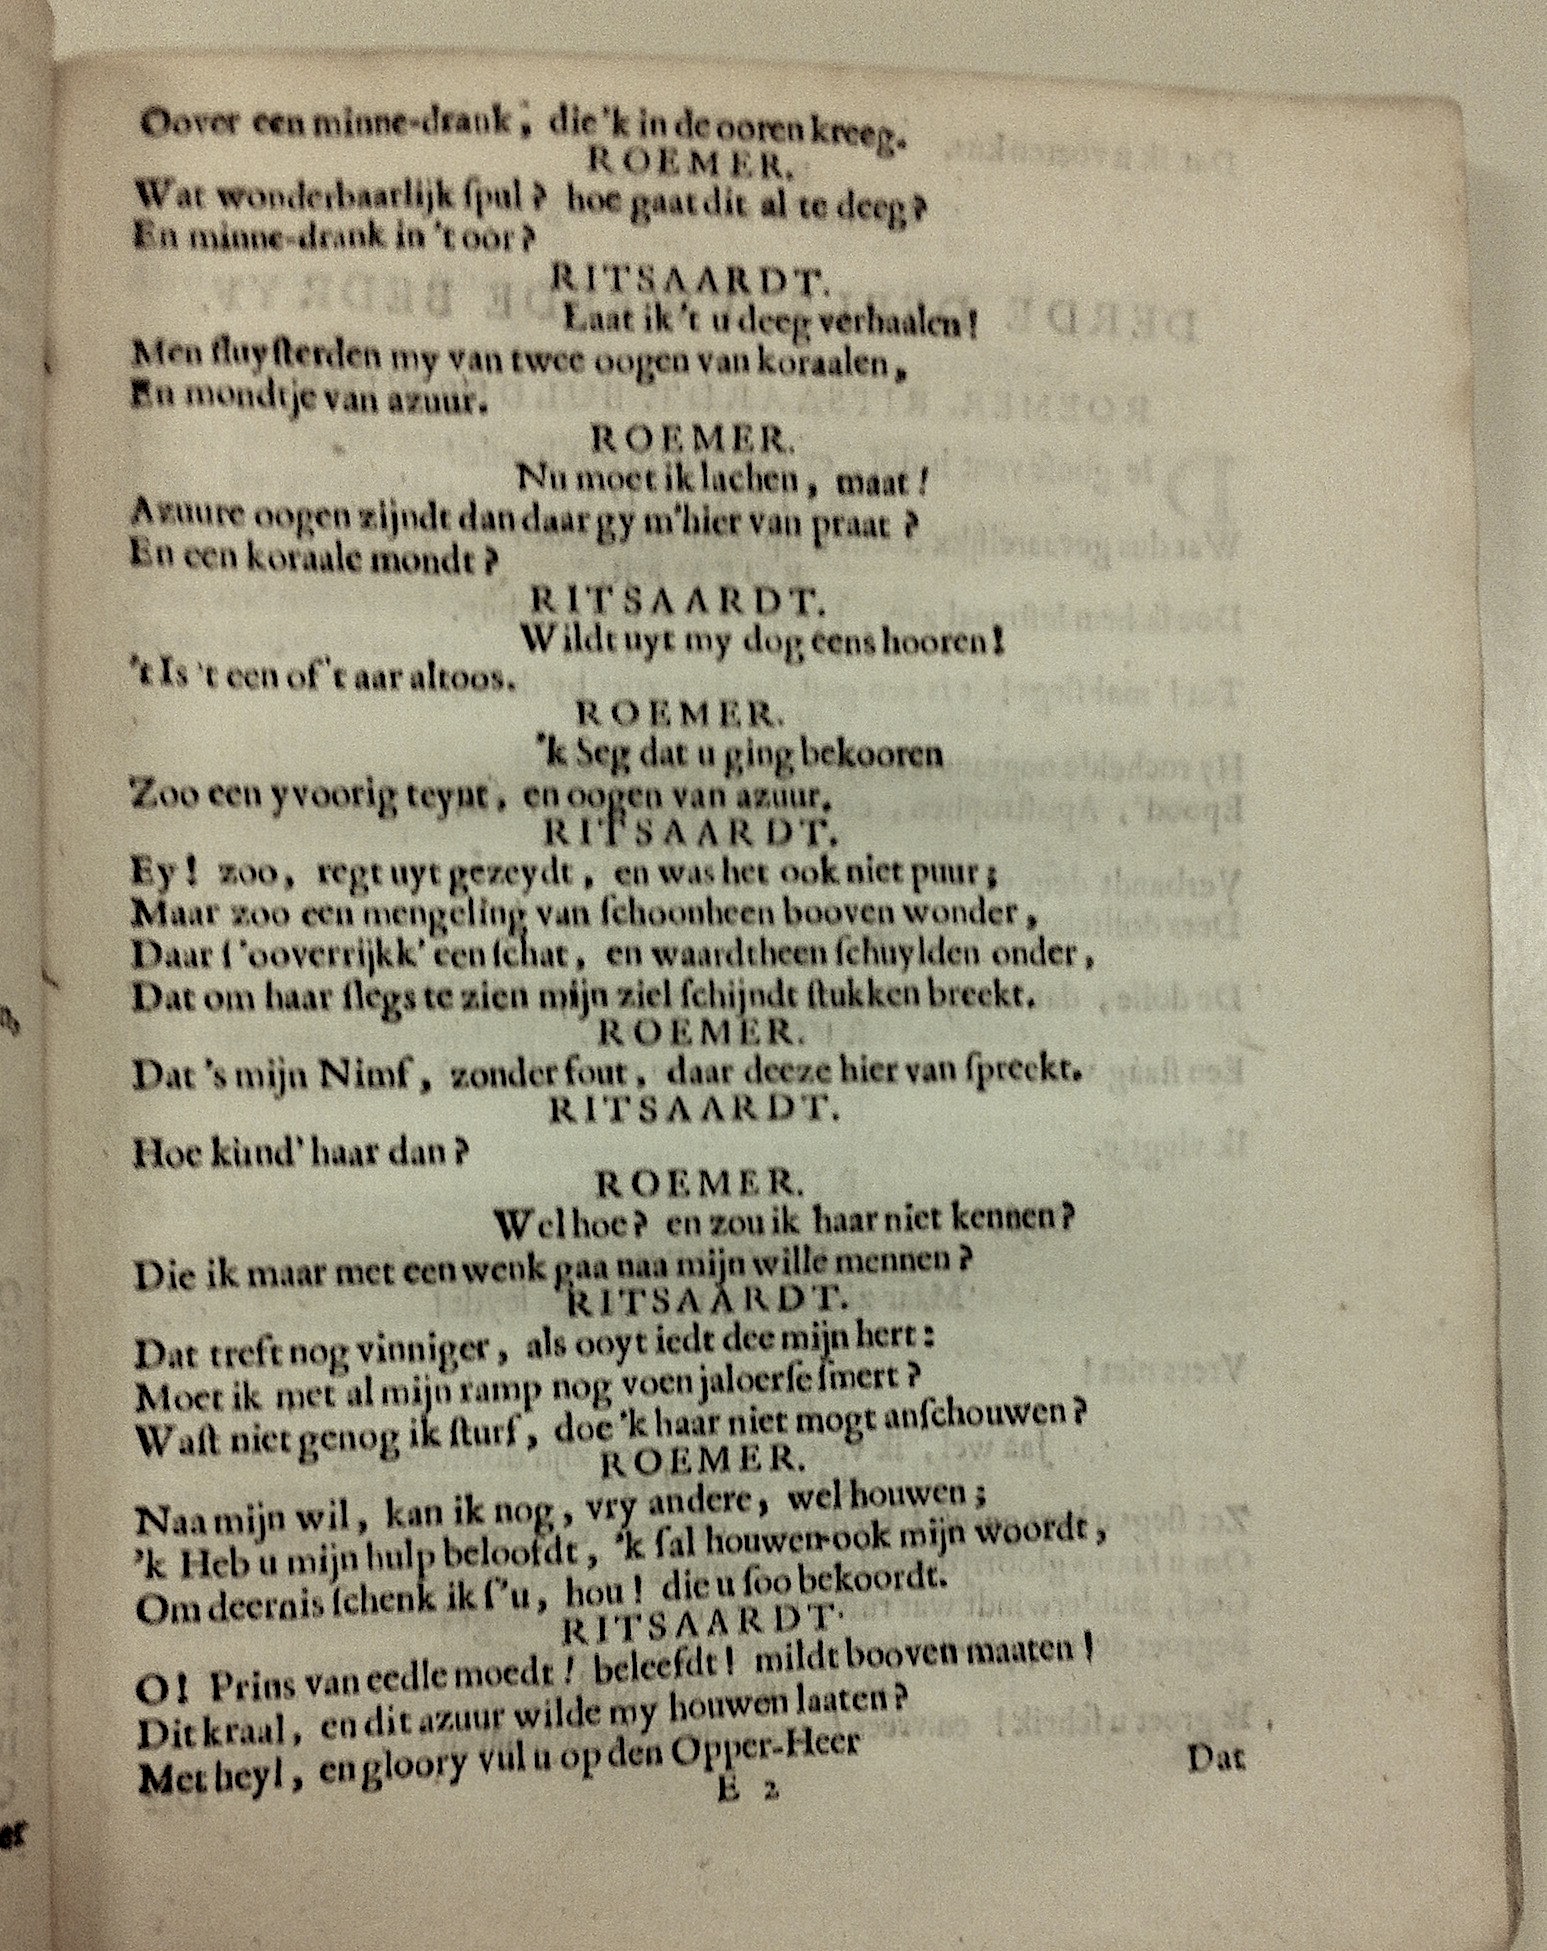 Oover een minne-drank, die 'k in de ooren kreeg.
ROEMER.
Wat wonderbaarlijk ſpul? hoe gaat dit al te deeg?
En minne-drank in 't oor?
RITSAARDT.
Laat ik 't u deeg verhaalen!
Men fluyſterden my van twee oogen van koraalen,
En mondtje van azuur.
ROEMER.
Nu moet ik lachen, maat!
Azuure oogen zijndt dan daar gy m'hier van praat?
En een koraale mondt?
RITSAARDT.
Wildt uyt my dog eens hooren!
't Is 't een of 't aar altoos.
ROEMER.
'k Seg dat u ging bekooren
Zoo een yvoorig teynt, en oogen van azuur.
RITSAARDT.
Ey! zoo, regt uyt gezeydt, en was het ook niet puur;
Maar zoo een mengeling van ſchoonheen booven wonder,
Daar ſ'ooverrijkk' een ſchat, en waardtheen ſchuylden onder,
Dat om haar ſlegs te zien mijn ziel ſchijndt ſtukken breekt.
ROEMER.
Dat 's mijn Nimf, zonder fout, daar deeze hier van ſpreekt.
RITSAARDT.
Hoe kund' haar dan?
ROEMER.
Wel hoe? en zou ik haar niet kennen?
Die ik maar met een wenk gaa naa mijn wille mennen?
RITSAARDT.
Dat treft nog vinniger, als ooyt iedt dee mijn hert:
Moet ik met al mijn ramp nog voen jaloerſe ſmert?
Waſt niet genog ik ſturf, doe 'k haar niet mogt anſchouwen?
ROEMER.
Naa mijn wil, kan ik nog, vry andere, wel houwen;
'k Heb u mijn hulp beloofdt, 'k ſal houwen ook mijn woordt,
Om deernis ſchenk ik ſ'u, hou! die u ſoo bekoordt.
RITSAARDT.
O! Prins van eedle moedt! beleefdt! mildt booven maaten!
Dit kraal, en dit azuur wilde my houwen laaten?
Met heyl, en gloory vul u op den Opper-Heer
E 2
Dat